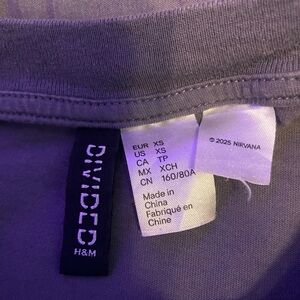 DIVIDED
H&M
EUR XS
US XS
CA TP
MX XCH
CN 160/80A
Made in
China
Fabriqué en
Chine
© 2025 NIRVANA